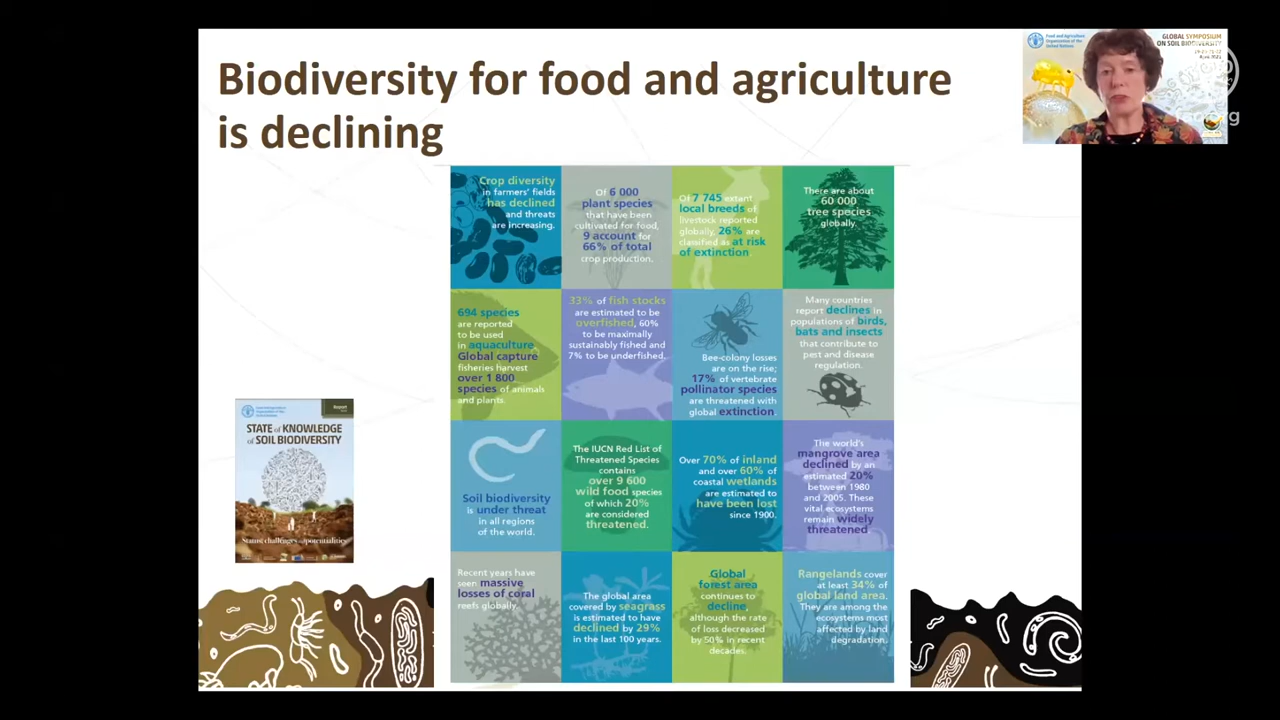 Biodiversity for food and agriculture
is declining
Food and Agriculture
Organization of the
United Nations
GLOBAL SYMPOSIUM
ON SOIL BIODIVERSITY
Crop diversity
in farmers' fields
has declined
and threats
are increasing.
Of 6 000
plant species
that have been
cultivated for food,
9 account for
66% of total
crop production.
Of 7 745 extant
local breeds of
livestock reported
globally, 26% are
classified as at risk
of extinction.
There are about
60 000
tree species
globally.
694 species
are reported
to be used
in aquaculture
Global capture
fisheries harvest
over 1 800
species of animals
and plants.
33% of fish stocks
are estimated to be
overfished, 60%
to be maximally
sustainably fished and
7% to be underfished.
Bee-colony losses
are on the rise;
17% of vertebrate
pollinator species
are threatened with
global extinction
Many countries
report declines in
populations of birds,
bats and insects
that contribute to
pest and disease
regulation.
STATE of KNOWLEDGE
of SOIL BIODIVERSITY
Status, challenges and potentialities
Soil biodiversity
is under threat
in all regions
of the world.
The IUCN Red List of
Threatened Species
contains
over 9 600
wild food species
of which 20%
are considered
threatened.
Over 70% of inland
and over 60% of
coastal wetlands
are estimated to
have been lost
since 1900.
The world's
mangrove area
declined by an
estimated 20%
between 1980
and 2005. These
vital ecosystems
remain widely
threatened
Recent years have
seen massive
losses of coral
reefs globally.
The global area
covered by seagrass
is estimated to have
declined by 29%
in the last 100 years.
Global
forest area
continues to
decline,
although the rate
of loss decreased
by 50% in recent
decades.
Rangelands cover
at least 34% of
global land area.
They are among the
ecosystems most
affected by land
degradation.